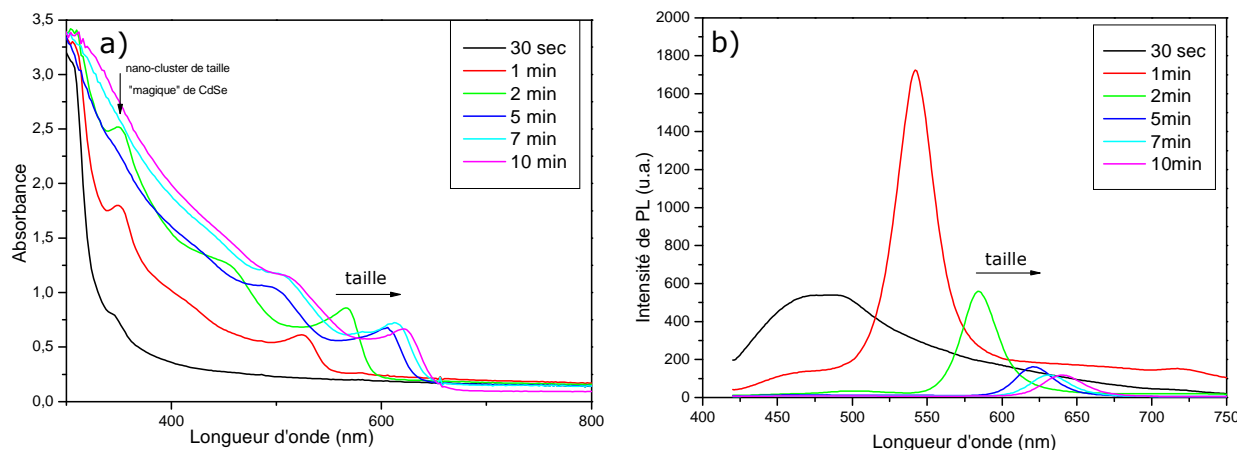 a)
nano-cluster de taille
"magique" de CdSe
30 sec
1 min
2 min
5 min
7 min
10 min
taille
3,5
3,0
2,5
2,0
1,5
1,0
0,5
0,0
Absorbance
400
600
800
Longueur d'onde (nm)
b)
30 sec
1min
2min
5min
7min
10min
taille
2000
1800
1600
1400
1200
1000
800
600
400
200
0
Intensité de PL (u.a.)
400
450
500
550
600
650
700
750
Longueur d'onde (nm)